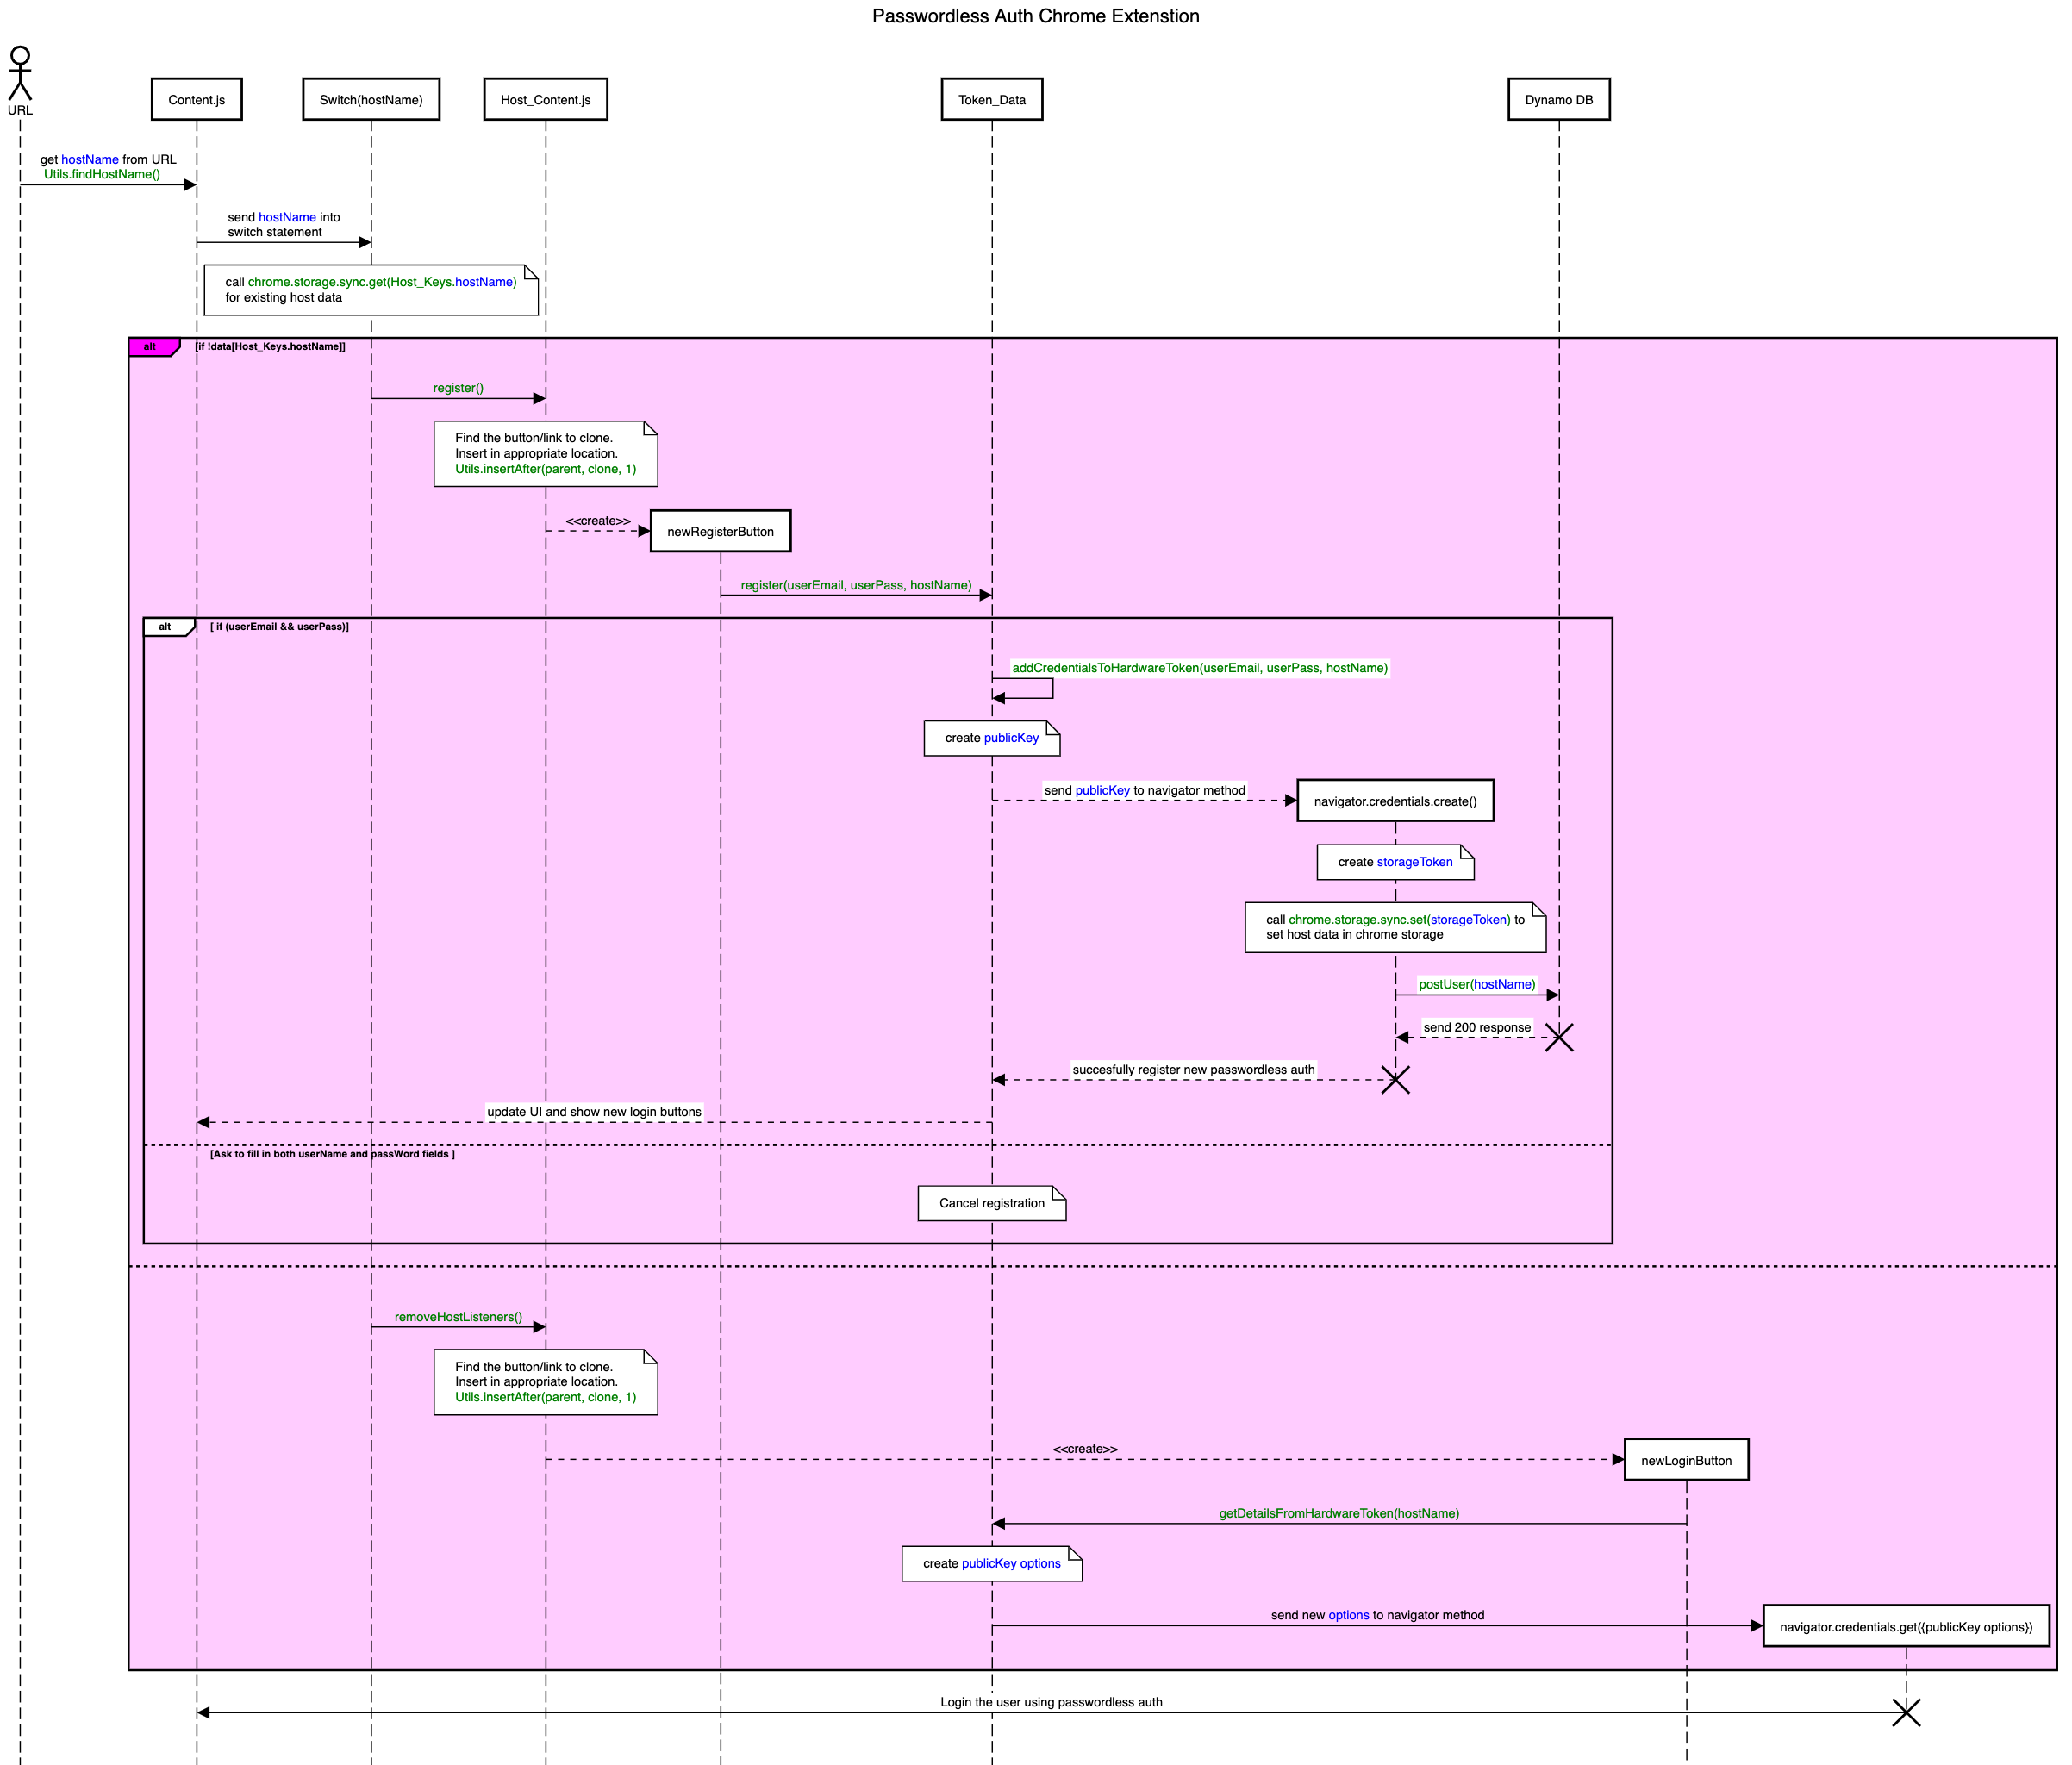 Passwordless Auth Chrome Extenstion
URL
Content.js
Switch(hostName)
Host_Content.js
Token_Data
Dynamo DB
get hostName from URL
Utils.findHostName()
send hostName into
switch statement
call chrome.storage.sync.get(Host_Keys.hostName)
for existing host data
alt
[if !data[Host_Keys.hostName]]
register()
Find the button/link to clone.
Insert in appropriate location.
Utils.insertAfter(parent, clone, 1)
<<create>>
newRegisterButton
register(userEmail, userPass, hostName)
alt
[ if (userEmail && userPass)]
addCredentialsToHardwareToken(userEmail, userPass, hostName)
create publicKey
send publicKey to navigator method
navigator.credentials.create()
create storageToken
call chrome.storage.sync.set(storageToken) to
set host data in chrome storage
postUser(hostName)
send 200 response
succesfully register new passwordless auth
update UI and show new login buttons
[Ask to fill in both userName and passWord fields ]
Cancel registration
removeHostListeners()
Find the button/link to clone.
Insert in appropriate location.
Utils.insertAfter(parent, clone, 1)
<<create>>
newLoginButton
getDetailsFromHardwareToken(hostName)
create publicKey options
send new options to navigator method
navigator.credentials.get({publicKey options})
Login the user using passwordless auth